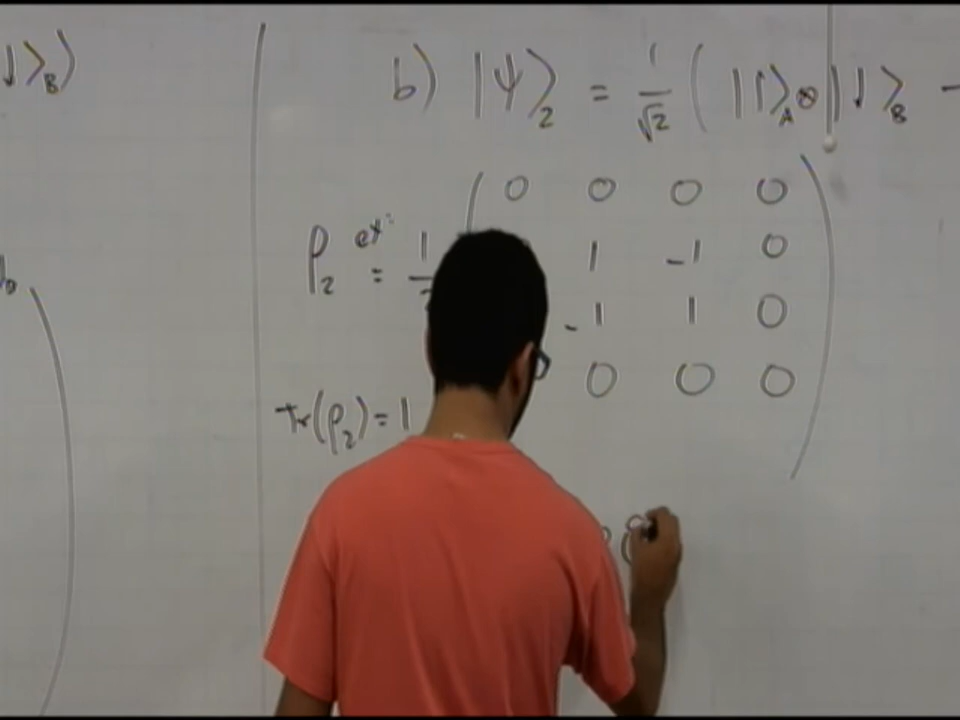 ↓⟩_B)
b) |ψ⟩_2 = 1/√2 ( |↑⟩_A ⊗ |↓⟩_B -
0 0 0 0
ρ_2 ex: = 1 1 -1 0
-1 1 0
0 0 0
Tr(ρ_2) = 1